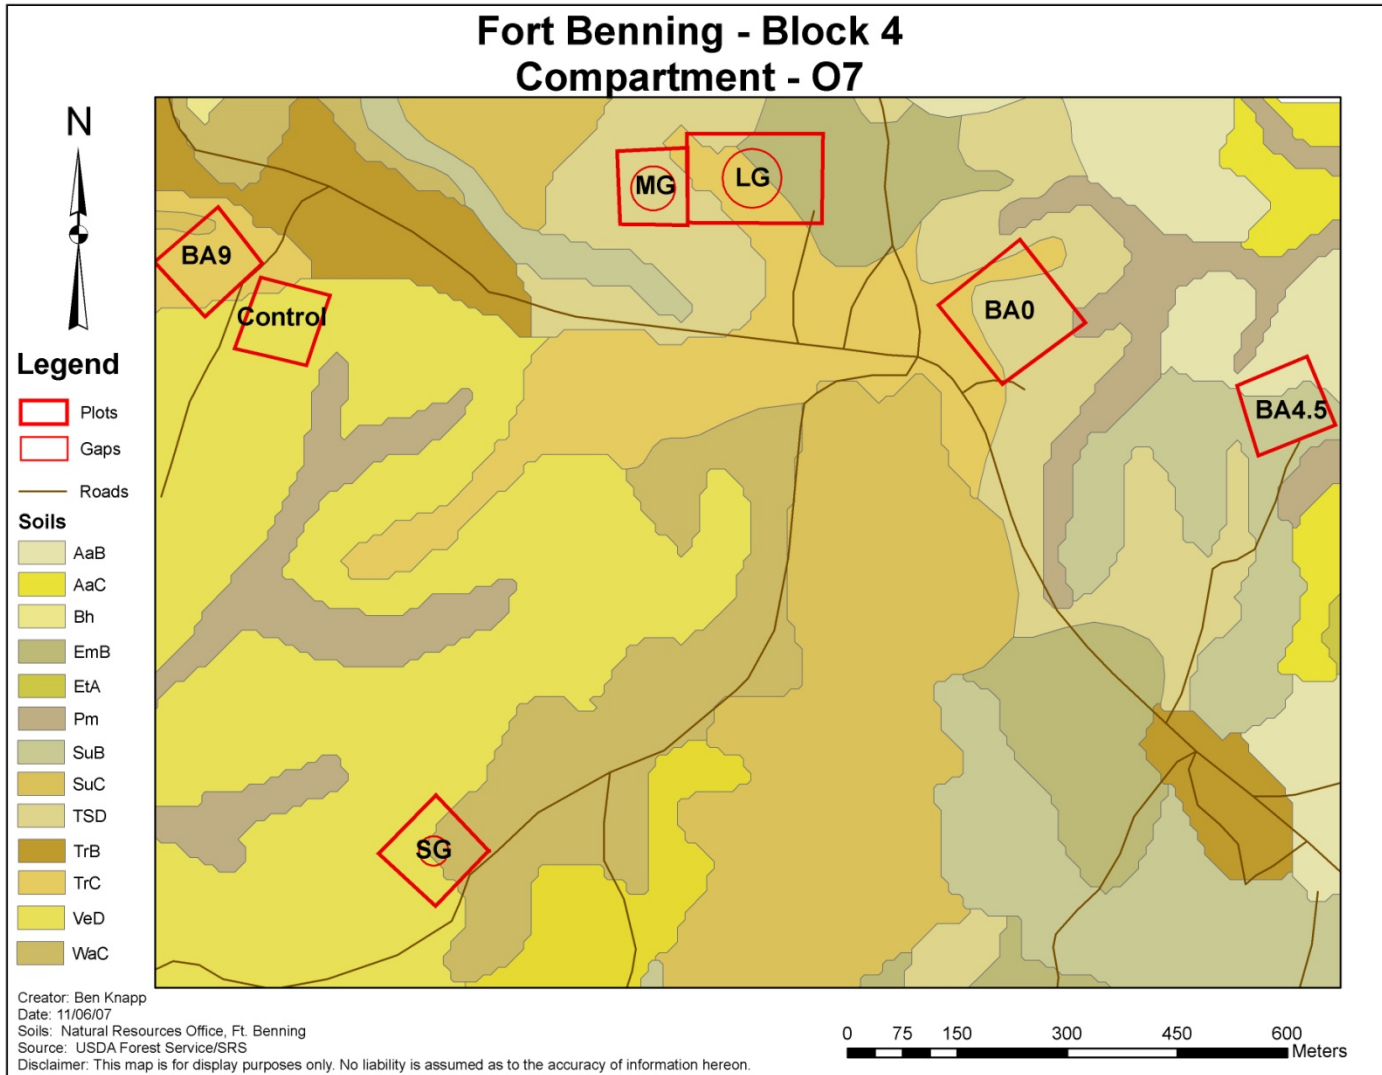 Fort Benning - Block 4
Compartment - O7
N
MG
LG
BA9
Control
BA0
BA4.5
SG
Legend
Plots
Gaps
Roads
Soils
AaB
AaC
Bh
EmB
EtA
Pm
SuB
SuC
TSD
TrB
TrC
VeD
WaC
Creator: Ben Knapp
Date: 11/06/07
Soils: Natural Resources Office, Ft. Benning
Source: USDA Forest Service/SRS
Disclaimer: This map is for display purposes only. No liability is assumed as to the accuracy of information hereon.
0 75 150 300 450 600
Meters